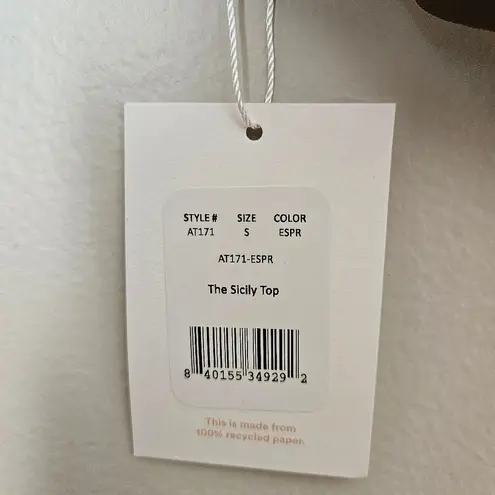 STYLE # SIZE COLOR
AT171 S ESPR
AT171-ESPR
The Sicily Top
8 40155 34929 2
This is made from
100% recycled paper.